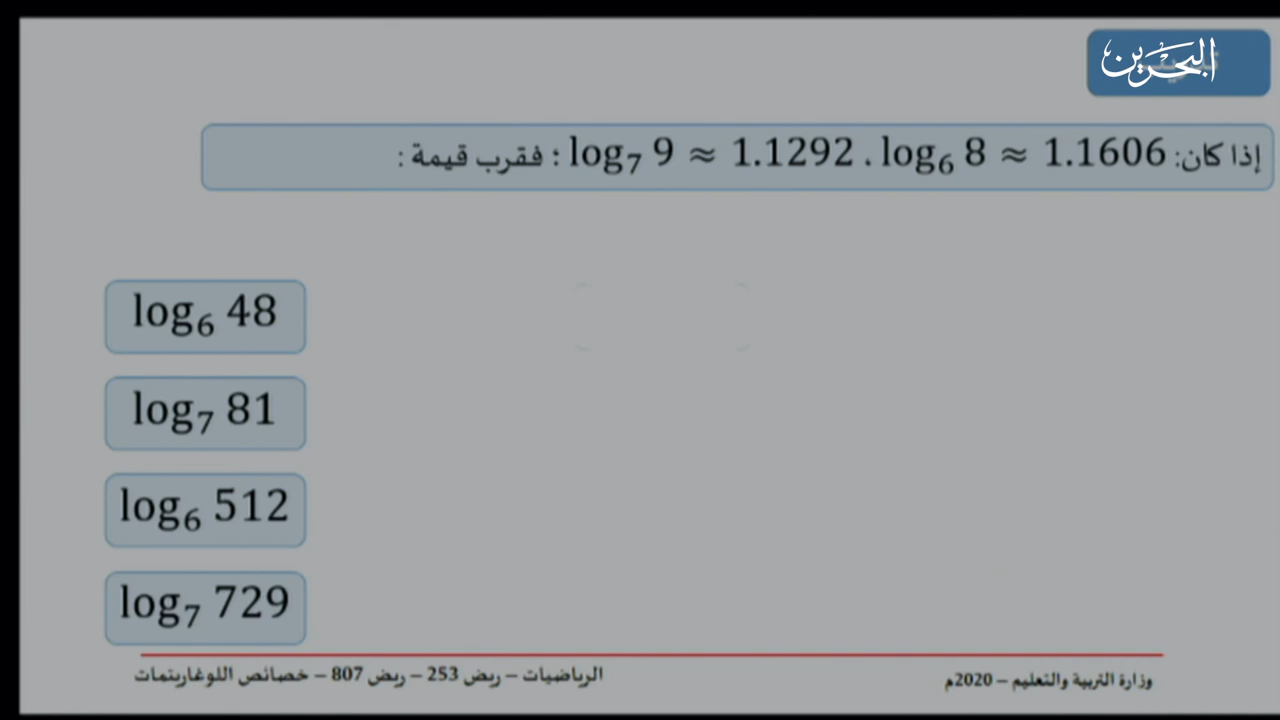 البحرين
إذا كان: log₆ 8 ≈ 1.1606 ، log₇ 9 ≈ 1.1292 ؛ فقرب قيمة :
log₆ 48
log₇ 81
log₆ 512
log₇ 729
وزارة التربية والتعليم – 2020م
الرياضيات – ريض 253 – ريض 807 – خصائص اللوغاريتمات